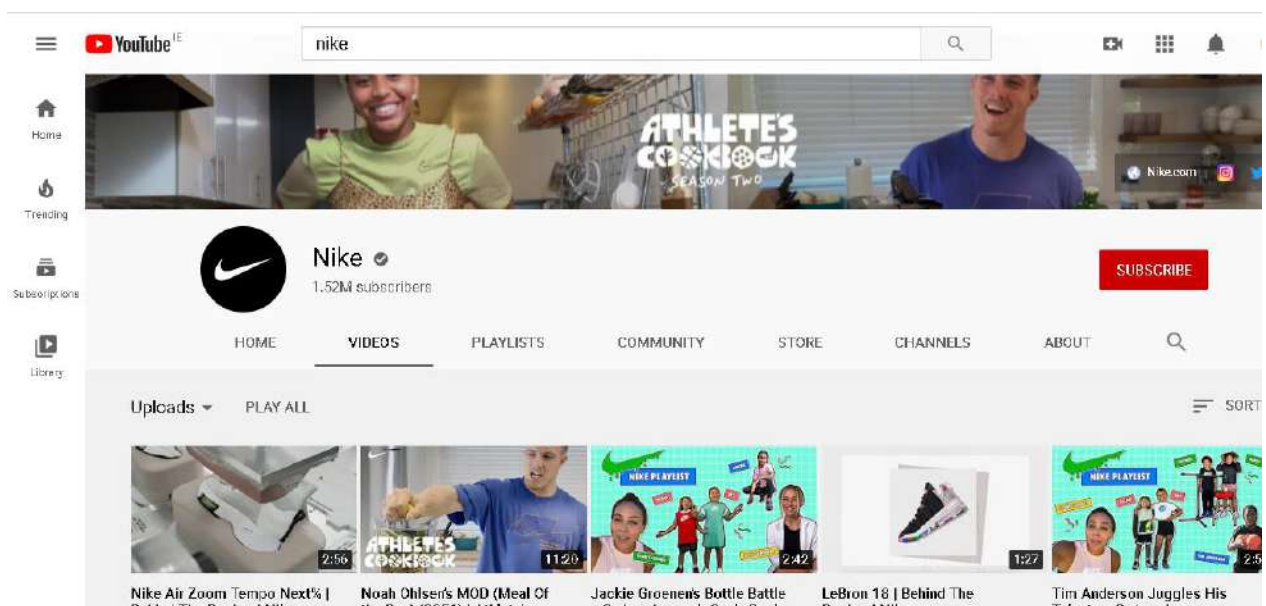 YouTube IE
nike
Home
Trending
Subscriptions
Library
ATHLETE'S
COOKBOOK
SEASON TWO
Nike.com
Nike
1.52M subscribers
SUBSCRIBE
HOME VIDEOS PLAYLISTS COMMUNITY STORE CHANNELS ABOUT
Uploads PLAY ALL SORT
ATHLETE'S
COOKBOOK
NIKE PLAYLIST
NIKE PLAYLIST
2:56 11:20 2:42 1:27 2:5
Nike Air Zoom Tempo Next% | Noah Ohlsen's MOD (Meal Of Jackie Groenen's Bottle Battle LeBron 18 | Behind The Tim Anderson Juggles His